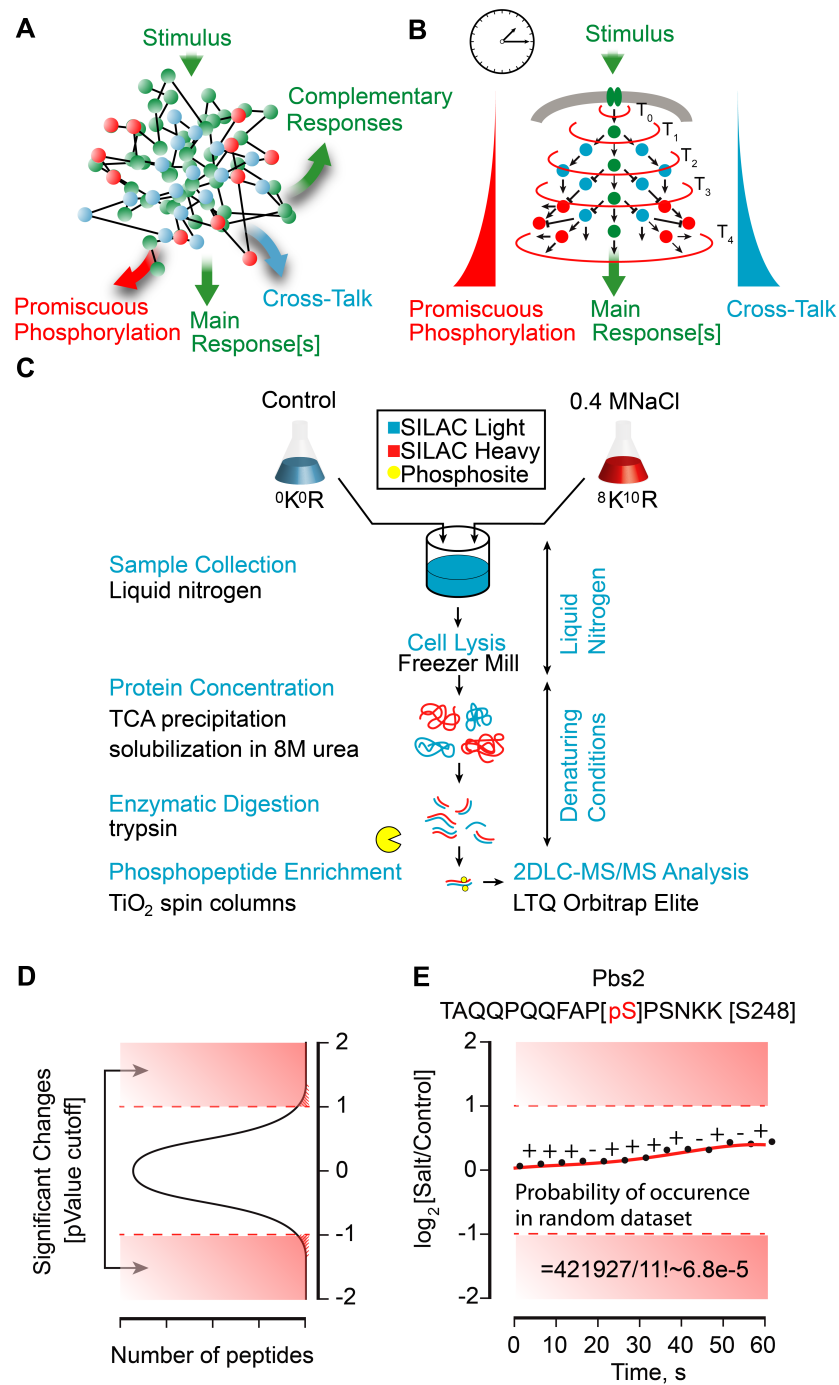 A
Stimulus
Complementary
Responses
Promiscuous
Phosphorylation
Main
Response[s]
Cross-Talk
B
Stimulus
T0
T1
T2
T3
T4
Promiscuous
Phosphorylation
Main
Response[s]
Cross-Talk
C
Control
0.4 MNaCl
SILAC Light
SILAC Heavy
Phosphosite
⁰K⁰R
⁸K¹⁰R
Sample Collection
Liquid nitrogen
Cell Lysis
Freezer Mill
Liquid
Nitrogen
Protein Concentration
TCA precipitation
solubilization in 8M urea
Denaturing
Conditions
Enzymatic Digestion
trypsin
Phosphopeptide Enrichment
TiO₂ spin columns
2DLC-MS/MS Analysis
LTQ Orbitrap Elite
D
Significant Changes
[pValue cutoff]
2
1
0
-1
-2
Number of peptides
E
Pbs2
TAQQPQQFAP[pS]PSNKK [S248]
log₂[Salt/Control]
2
1
0
-1
-2
+ + + - + + + + - + - +
Probability of occurence
in random dataset
=421927/11!~6.8e-5
0 10 20 30 40 50 60
Time, s